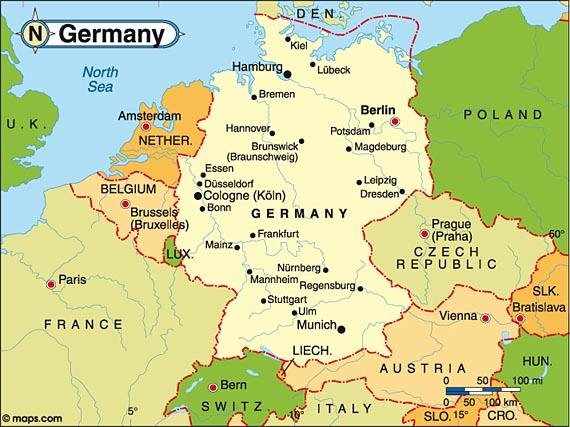 N Germany
DEN.
Kiel
Lübeck
Hamburg
North
Sea
Bremen
U.K.
Amsterdam
NETHER.
Berlin
POLAND
Hannover
Potsdam
Brunswick
(Braunschweig)
Magdeburg
Essen
Düsseldorf
Leipzig
BELGIUM
Cologne (Köln)
Dresden
Brussels
(Bruxelles)
Bonn
GERMANY
Prague
(Praha)
Frankfurt
50°
Mainz
LUX.
CZECH
REPUBLIC
Paris
Nürnberg
Mannheim
Regensburg
SLK.
Stuttgart
Bratislava
Ulm
Vienna
FRANCE
Munich
LIECH.
HUN.
AUSTRIA
Bern
0 50 100 mi
0 50 100 km
SWITZ.
ITALY
SLO.
CRO.
5°
10°
15°
© maps.com